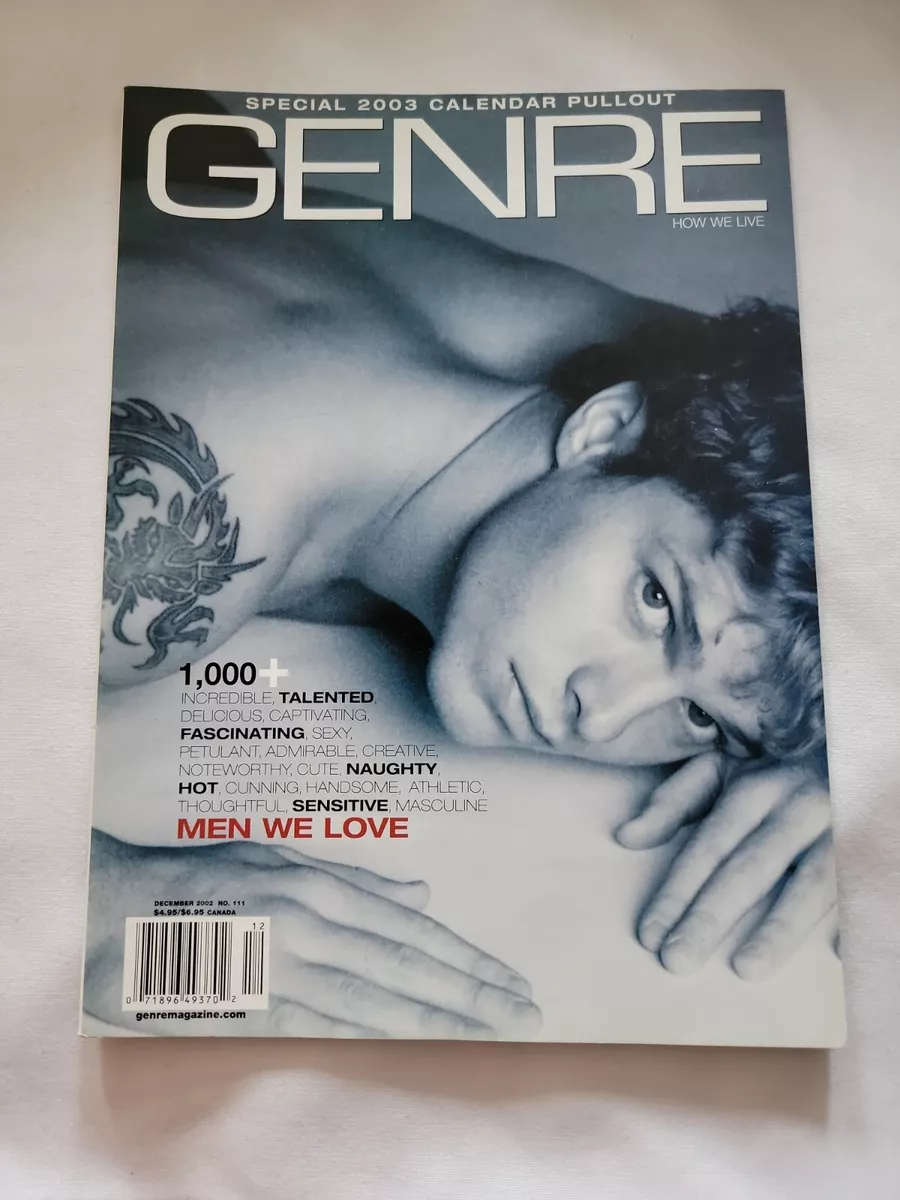 SPECIAL 2003 CALENDAR PULLOUT
GENRE
HOW WE LIVE
1,000+
INCREDIBLE, TALENTED,
DELICIOUS, CAPTIVATING,
FASCINATING, SEXY,
PETULANT, ADMIRABLE, CREATIVE,
NOTEWORTHY, CUTE, NAUGHTY,
HOT, CUNNING, HANDSOME, ATHLETIC,
THOUGHTFUL, SENSITIVE, MASCULINE
MEN WE LOVE
DECEMBER 2002 NO. 111
$4.95/$6.95 CANADA
12
0 71896 49370 2
genremagazine.com